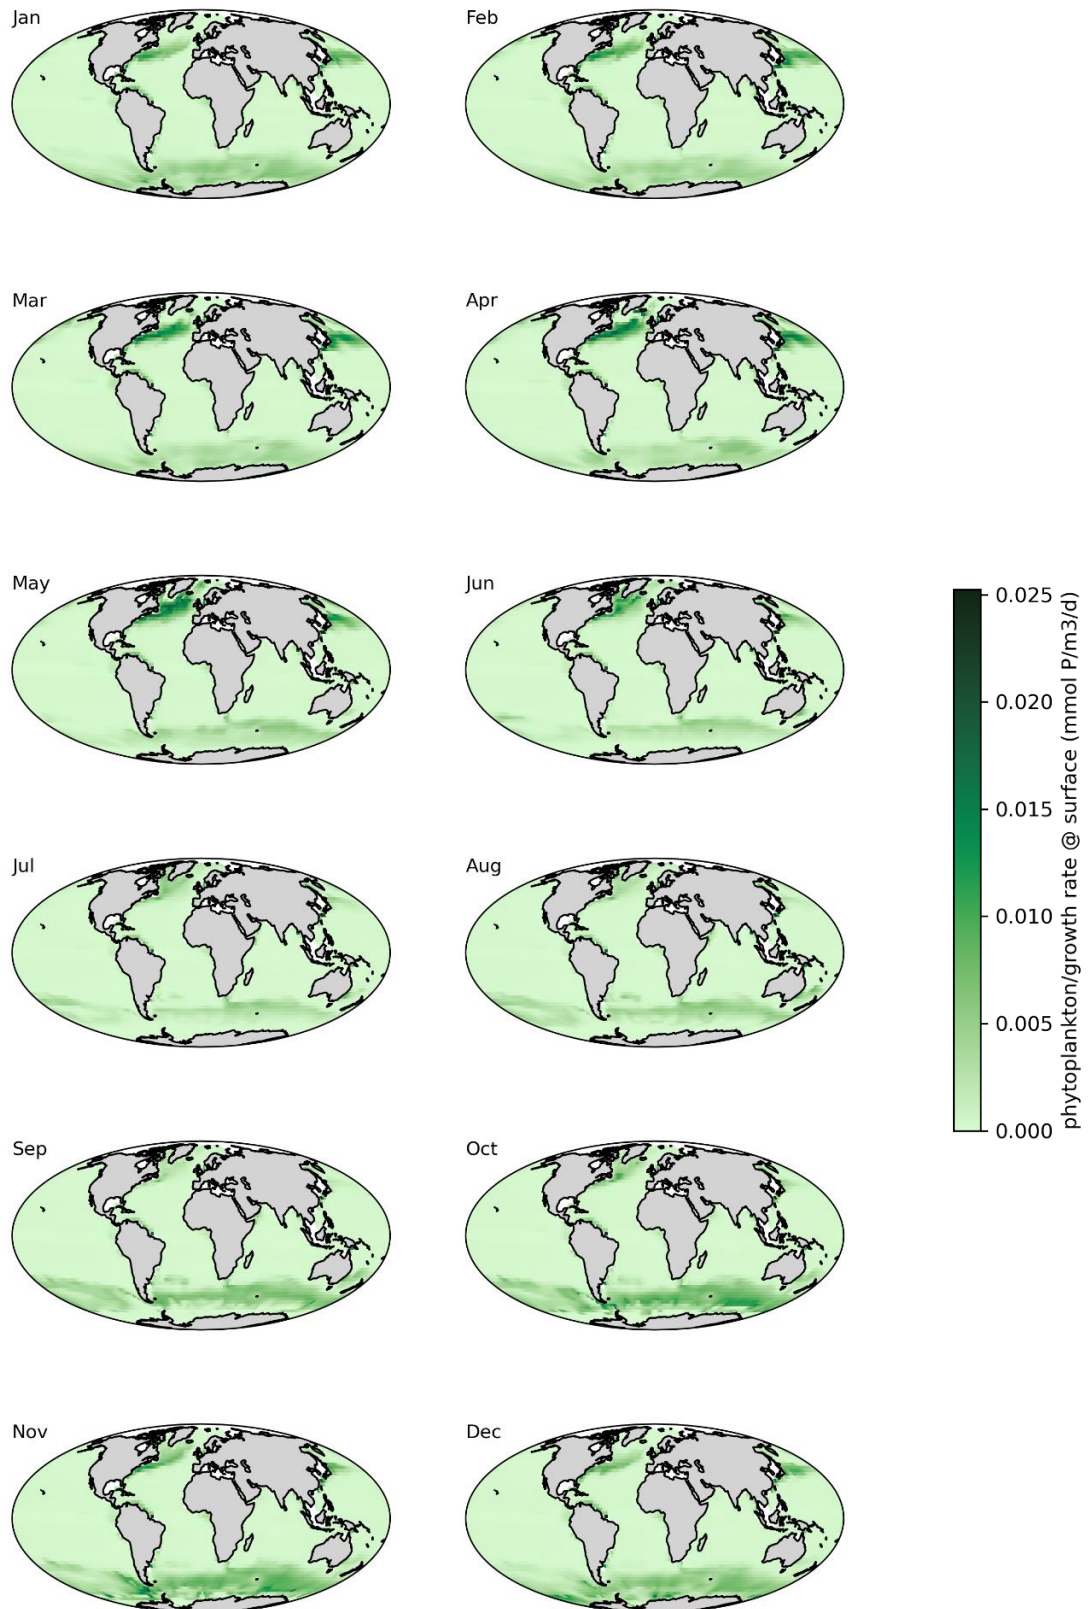 Jan
Feb
Mar
Apr
May
Jun
Jul
Aug
Sep
Oct
Nov
Dec
0.025
0.020
0.015
0.010
0.005
0.000
phytoplankton/growth rate @ surface (mmol P/m3/d)